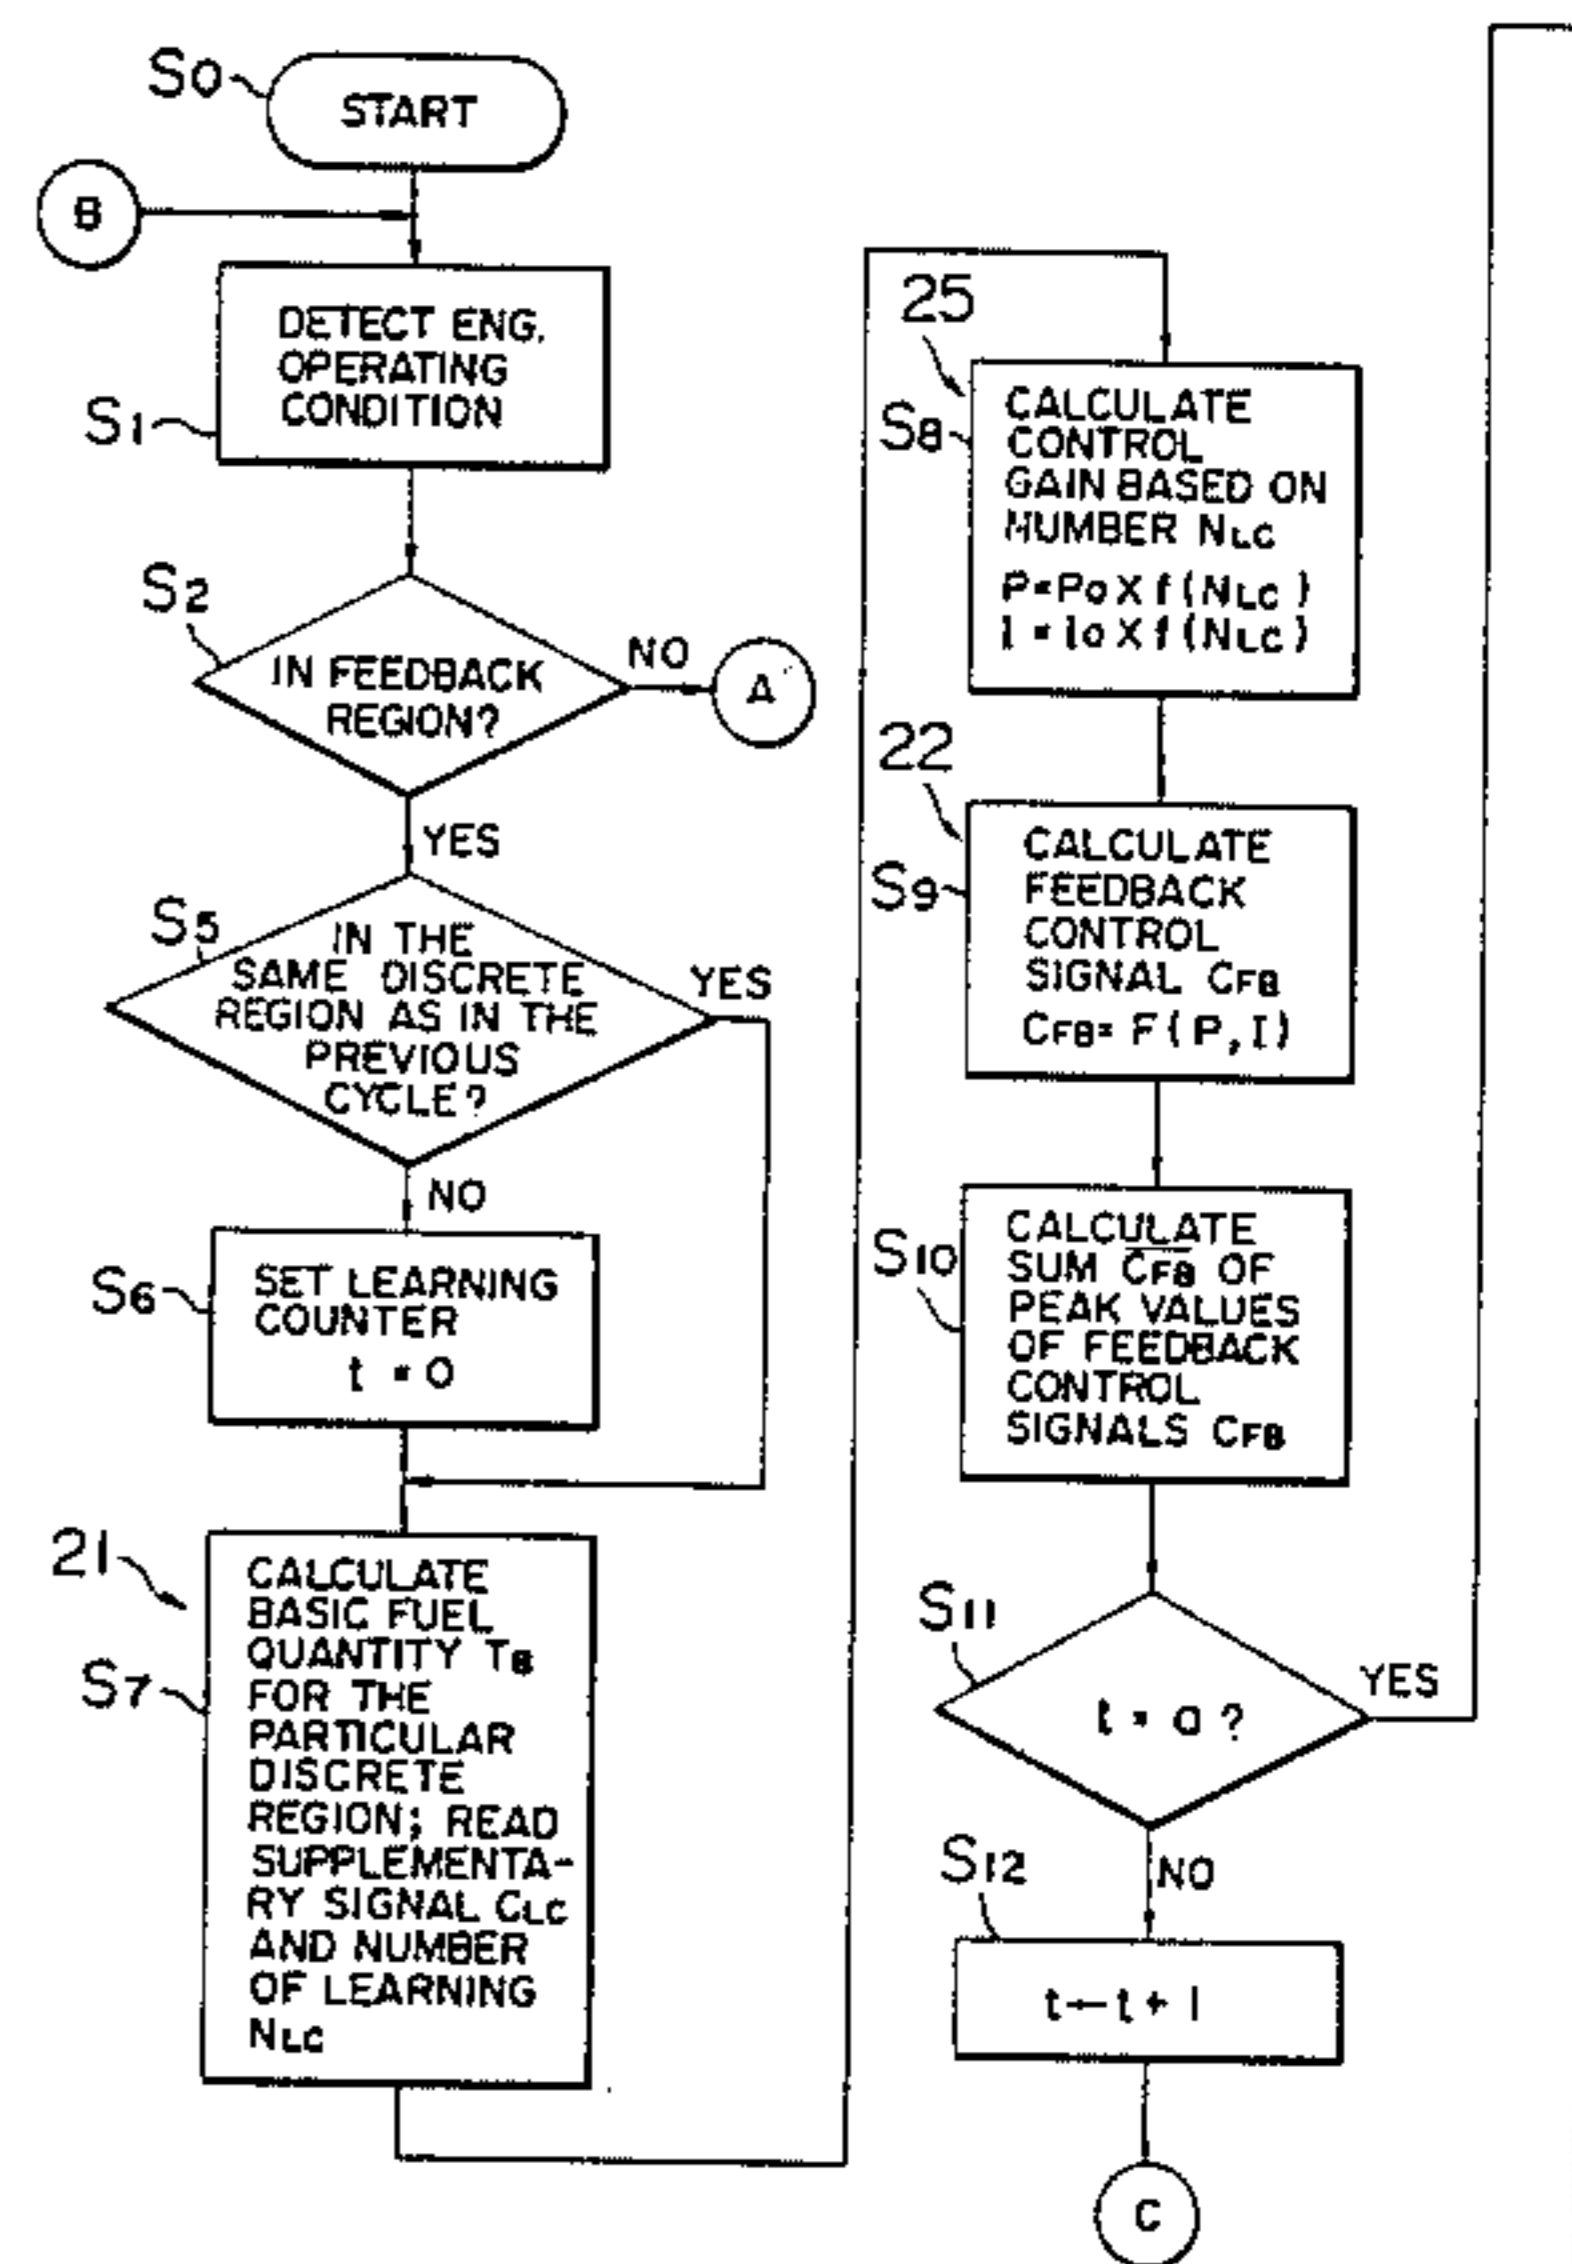 S0
START
B
DETECT ENG.
OPERATING
CONDITION
S1
S2
IN FEEDBACK
REGION?
NO
A
YES
S5
IN THE
SAME DISCRETE
REGION AS IN THE
PREVIOUS
CYCLE?
YES
NO
S6
SET LEARNING
COUNTER
t = 0
21
S7
CALCULATE
BASIC FUEL
QUANTITY TB
FOR THE
PARTICULAR
DISCRETE
REGION; READ
SUPPLEMENTA-
RY SIGNAL CLC
AND NUMBER
OF LEARNING
NLC
25
S8
CALCULATE
CONTROL
GAIN BASED ON
NUMBER NLC
P=Po X f(NLC)
I = Io X f(NLC)
22
S9
CALCULATE
FEEDBACK
CONTROL
SIGNAL CFB
CFB= F(P,I)
S10
CALCULATE
SUM C̅F̅B̅ OF
PEAK VALUES
OF FEEDBACK
CONTROL
SIGNALS CFB
S11
t = a ?
YES
NO
S12
t ← t + 1
C